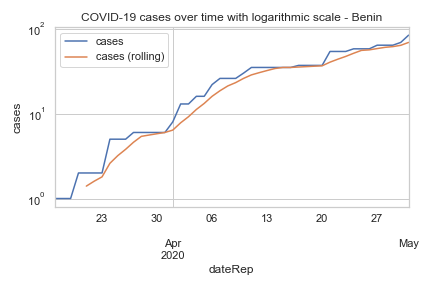 COVID-19 cases over time with logarithmic scale - Benin
cases
cases (rolling)
cases
10²
10¹
10⁰
23
30
06
13
20
27
Apr
2020
May
dateRep